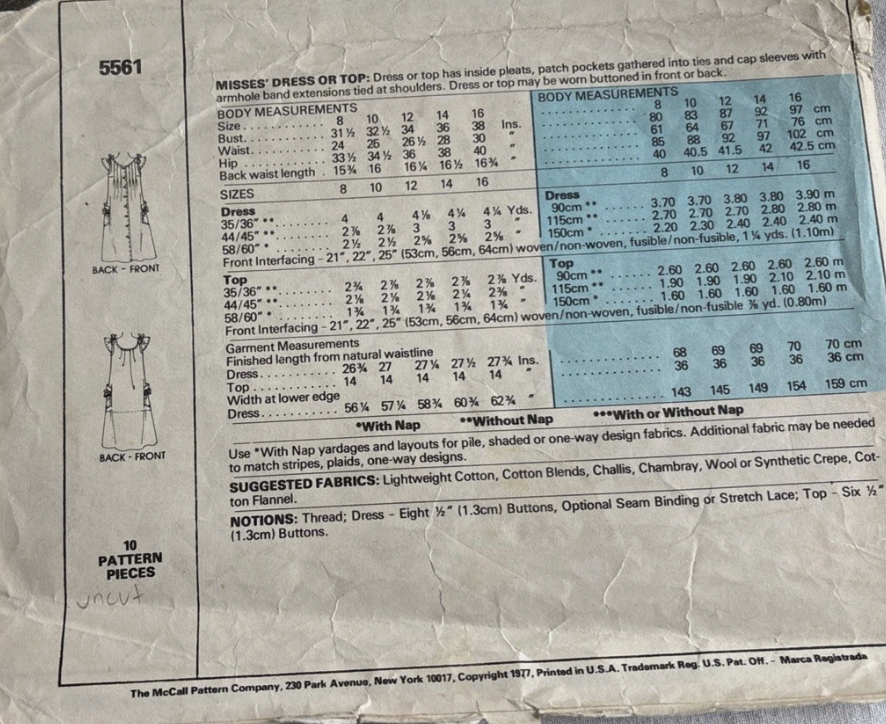 5561
MISSES' DRESS OR TOP: Dress or top has inside pleats, patch pockets gathered into ties and cap sleeves with
armhole band extensions tied at shoulders. Dress or top may be worn buttoned in front or back.
BODY MEASUREMENTS
Size 8 10 12 14 16
Bust 31 ½ 32 ½ 34 36 38 Ins.
Waist 24 25 26 ½ 28 30 "
Hip 33 ½ 34 ½ 36 38 40 "
Back waist length 15¾ 16 16¼ 16½ 16¾ "
BODY MEASUREMENTS
8 10 12 14 16
80 83 87 92 97 cm
61 64 67 71 76 cm
85 88 92 97 102 cm
40 40.5 41.5 42 42.5 cm
SIZES 8 10 12 14 16
8 10 12 14 16
Dress
35/36" ** 4 4 4⅛ 4¼ 4¼ Yds.
44/45" ** 2⅞ 2⅞ 3 3 3 "
58/60" * 2½ 2½ 2⅝ 2⅝ 2⅝ "
Dress
90cm ** 3.70 3.70 3.80 3.80 3.90 m
115cm ** 2.70 2.70 2.70 2.80 2.80 m
150cm * 2.20 2.30 2.40 2.40 2.40 m
Front Interfacing - 21", 22", 25" (53cm, 56cm, 64cm) woven/non-woven, fusible/non-fusible, 1¼ yds. (1.10m)
Top
35/36" ** 2¾ 2⅞ 2⅞ 2⅞ 2⅞ Yds.
44/45" ** 2⅛ 2⅛ 2⅛ 2¼ 2⅜ "
58/60" * 1¾ 1¾ 1¾ 1¾ 1¾ "
Top
90cm ** 2.60 2.60 2.60 2.60 2.60 m
115cm ** 1.90 1.90 1.90 2.10 2.10 m
150cm * 1.60 1.60 1.60 1.60 1.60 m
Front Interfacing - 21", 22", 25" (53cm, 56cm, 64cm) woven/non-woven, fusible/non-fusible ⅞ yd. (0.80m)
Garment Measurements
Finished length from natural waistline
Dress 26¾ 27 27¼ 27½ 27¾ Ins. 68 69 69 70 70 cm
Top 14 14 14 14 14 " 36 36 36 36 36 cm
Width at lower edge
Dress 56¼ 57¼ 58¾ 60¾ 62¾ " 143 145 149 154 159 cm
*With Nap **Without Nap ***With or Without Nap
Use *With Nap yardages and layouts for pile, shaded or one-way design fabrics. Additional fabric may be needed
to match stripes, plaids, one-way designs.
SUGGESTED FABRICS: Lightweight Cotton, Cotton Blends, Challis, Chambray, Wool or Synthetic Crepe, Cot-
ton Flannel.
NOTIONS: Thread; Dress - Eight ½" (1.3cm) Buttons, Optional Seam Binding or Stretch Lace; Top - Six ½"
(1.3cm) Buttons.
BACK - FRONT
BACK - FRONT
10
PATTERN
PIECES
uncut
The McCall Pattern Company, 230 Park Avenue, New York 10017, Copyright 1977, Printed in U.S.A. Trademark Reg. U.S. Pat. Off. - Marca Registrada